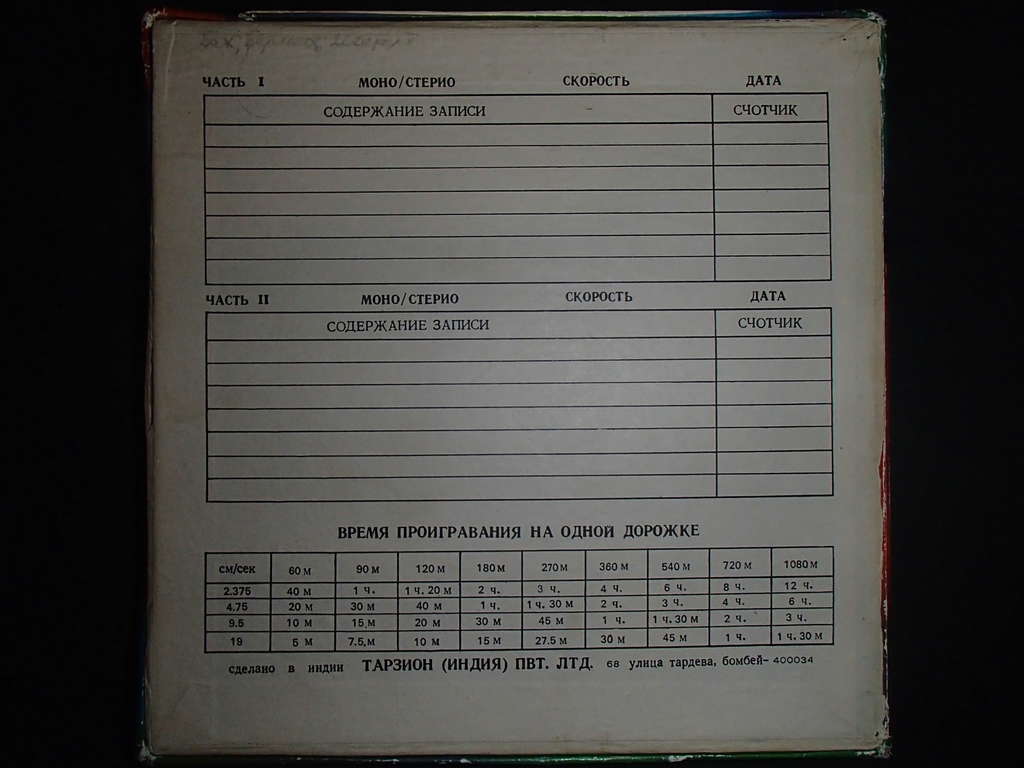 ЧАСТЬ I МОНО/СТЕРИО СКОРОСТЬ ДАТА
СОДЕРЖАНИЕ ЗАПИСИ СЧОТЧИК
ЧАСТЬ II МОНО/СТЕРИО СКОРОСТЬ ДАТА
СОДЕРЖАНИЕ ЗАПИСИ СЧОТЧИК
ВРЕМЯ ПРОИГРАВАНИЯ НА ОДНОЙ ДОРОЖКЕ
см/сек 60 м 90 м 120 м 180 м 270 м 360 м 540 м 720 м 1080 м
2.375 40 м 1 ч. 1 ч. 20 м 2 ч. 3 ч. 4 ч. 6 ч. 8 ч. 12 ч.
4.75 20 м 30 м 40 м 1 ч. 1 ч. 30 м 2 ч. 3 ч. 4 ч. 6 ч.
9.5 10 м 15 м 20 м 30 м 45 м 1 ч. 1 ч. 30 м 2 ч. 3 ч.
19 5 м 7.5 м 10 м 15 м 27.5 м 30 м 45 м 1 ч. 1 ч. 30 м
сделано в индии ТАРЗИОН (ИНДИЯ) ПВТ. ЛТД. 68 улица тардева, бомбей-400034